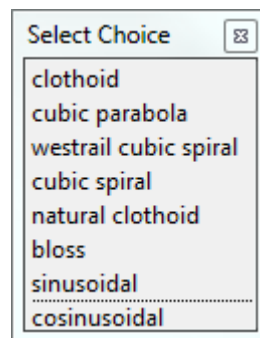 Select Choice
clothoid
cubic parabola
westrail cubic spiral
cubic spiral
natural clothoid
bloss
sinusoidal
cosinusoidal